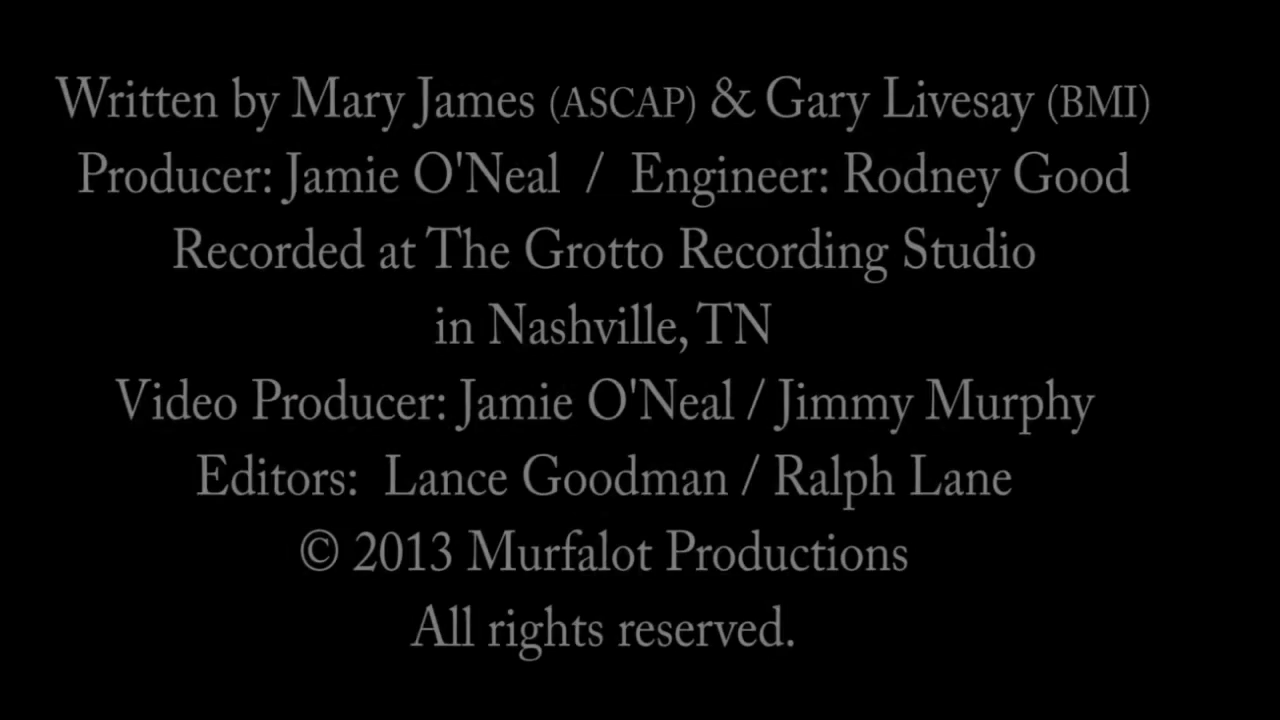 Written by Mary James (ASCAP) & Gary Livesay (BMI)
Producer: Jamie O'Neal / Engineer: Rodney Good
Recorded at The Grotto Recording Studio
in Nashville, TN
Video Producer: Jamie O'Neal / Jimmy Murphy
Editors: Lance Goodman / Ralph Lane
© 2013 Murfalot Productions
All rights reserved.